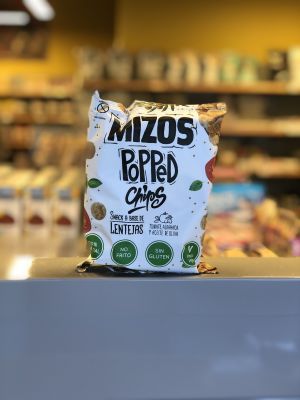 MIZOS
POPPED
Chips
SNACK A BASE DE
LENTEJAS
TOMATE, ALBAHACA
Y ACEITE DE OLIVA
NO
FRITO
SIN
GLUTEN